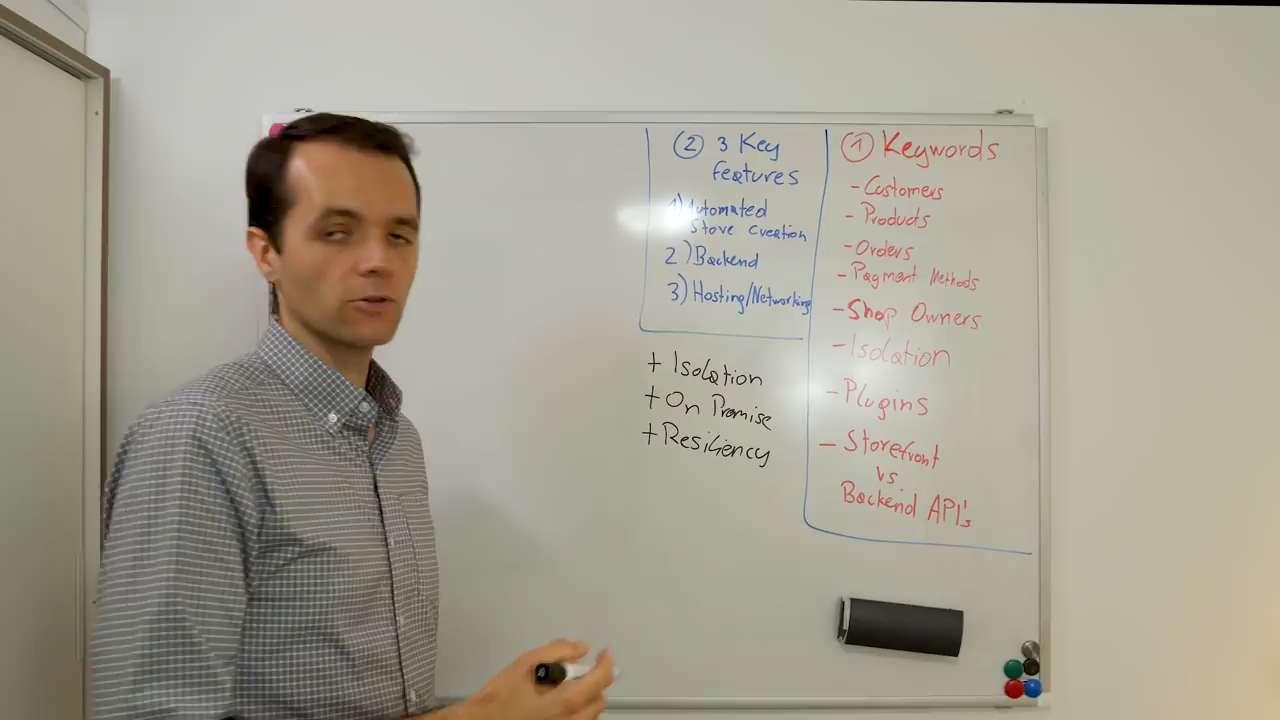 ② 3 Key
Features
1) Automated
Store Creation
2) Backend
3) Hosting/Networking
+ Isolation
+ On Premise
+ Resiliency
① Keywords
- Customers
- Products
- Orders
- Payment Methods
- Shop Owners
- Isolation
- Plugins
- Storefront
vs
Backend API's